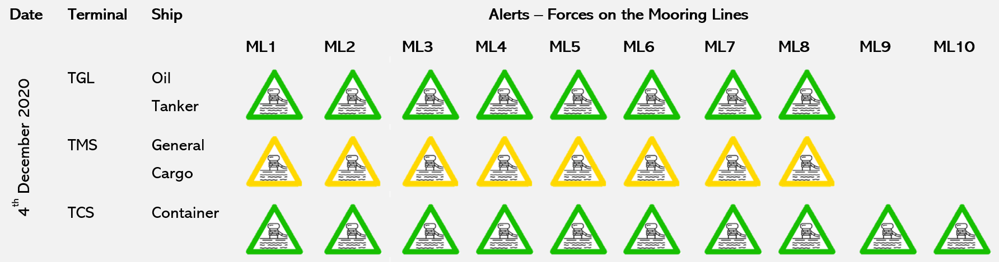 Date Terminal Ship Alerts – Forces on the Mooring Lines
ML1 ML2 ML3 ML4 ML5 ML6 ML7 ML8 ML9 ML10
4th December 2020
TGL Oil
Tanker
TMS General
Cargo
TCS Container